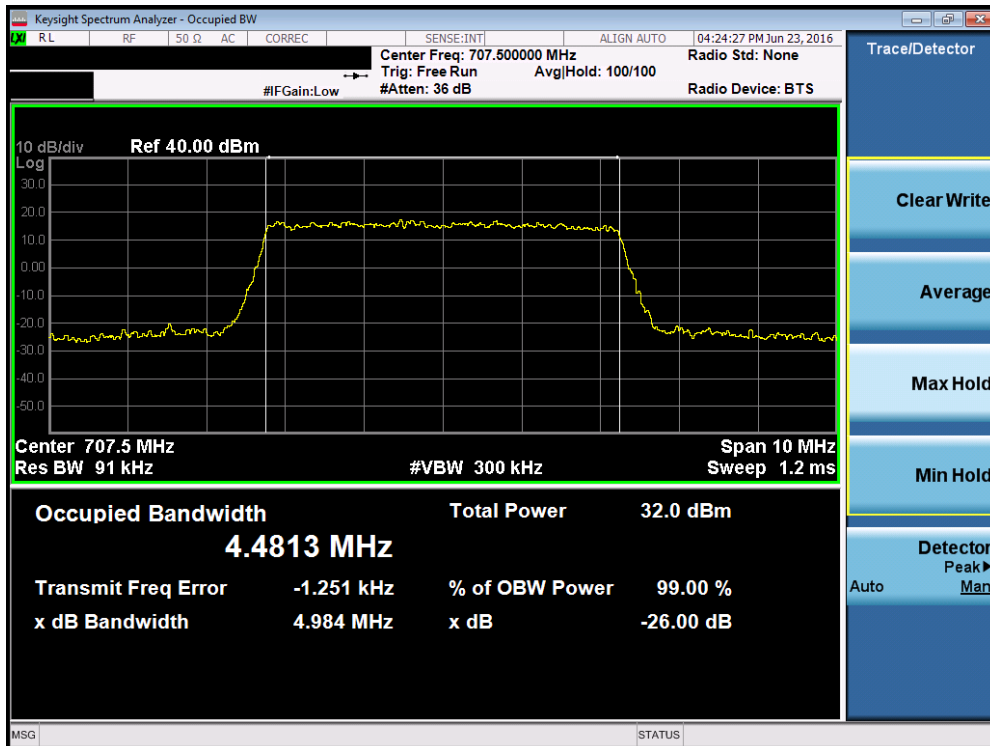 Keysight Spectrum Analyzer - Occupied BW
LXI RL RF 50 Ω AC CORREC SENSE:INT ALIGN AUTO 04:24:27 PM Jun 23, 2016
Center Freq: 707.500000 MHz Radio Std: None
Trig: Free Run Avg|Hold: 100/100
#IFGain:Low #Atten: 36 dB Radio Device: BTS
Trace/Detector
10 dB/div Ref 40.00 dBm
Log
30.0
20.0
10.0
0.00
-10.0
-20.0
-30.0
-40.0
-50.0
Center 707.5 MHz Span 10 MHz
Res BW 91 kHz #VBW 300 kHz Sweep 1.2 ms
Occupied Bandwidth Total Power 32.0 dBm
4.4813 MHz
Transmit Freq Error -1.251 kHz % of OBW Power 99.00 %
x dB Bandwidth 4.984 MHz x dB -26.00 dB
Clear Write
Average
Max Hold
Min Hold
Detector
Peak▶
Auto Man
MSG STATUS